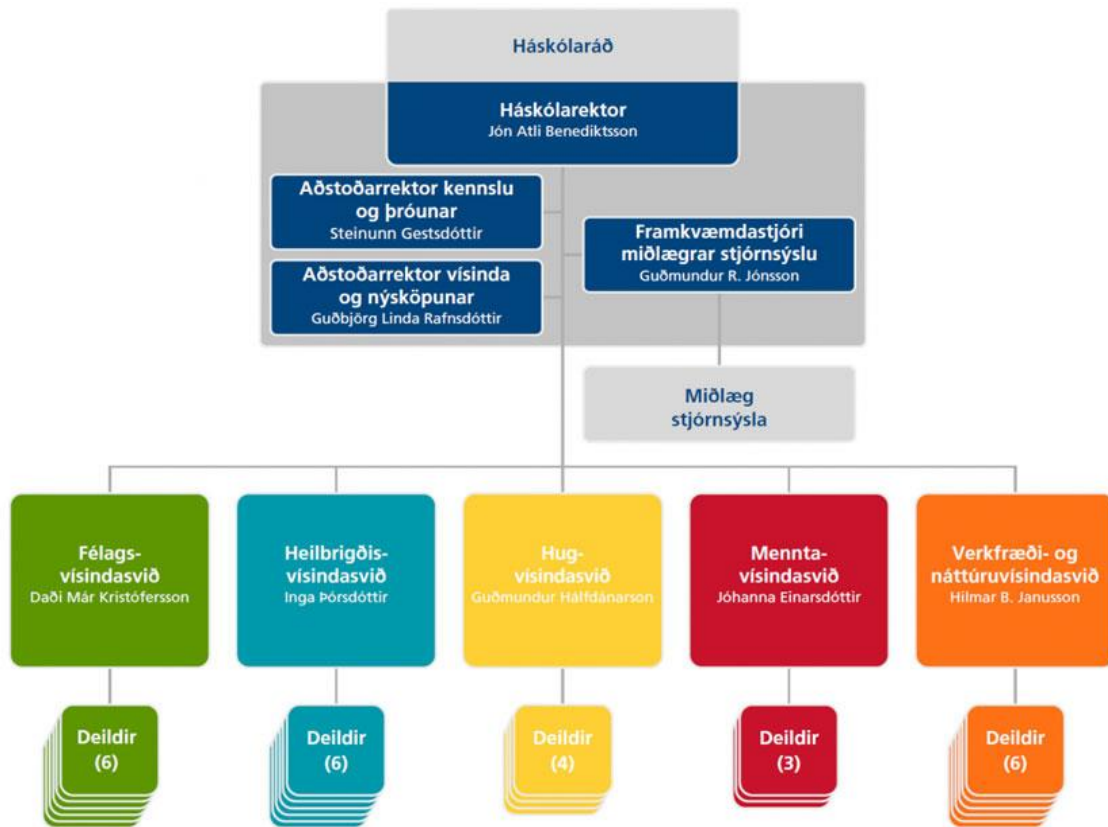 Háskólaráð
Háskólarektor
Jón Atli Benediktsson
Aðstoðarrektor kennslu
og þróunar
Steinunn Gestsdóttir
Framkvæmdastjóri
miðlægrar stjórnsýslu
Guðmundur R. Jónsson
Aðstoðarrektor vísinda
og nýsköpunar
Guðbjörg Linda Rafnsdóttir
Miðlæg
stjórnsýsla
Félags-
vísindasvið
Daði Már Kristófersson
Heilbrigðis-
vísindasvið
Inga Þórsdóttir
Hug-
vísindasvið
Guðmundur Hálfdánarson
Mennta-
vísindasvið
Jóhanna Einarsdóttir
Verkfræði- og
náttúruvísindasvið
Hilmar B. Janusson
Deildir
(6)
Deildir
(6)
Deildir
(4)
Deildir
(3)
Deildir
(6)